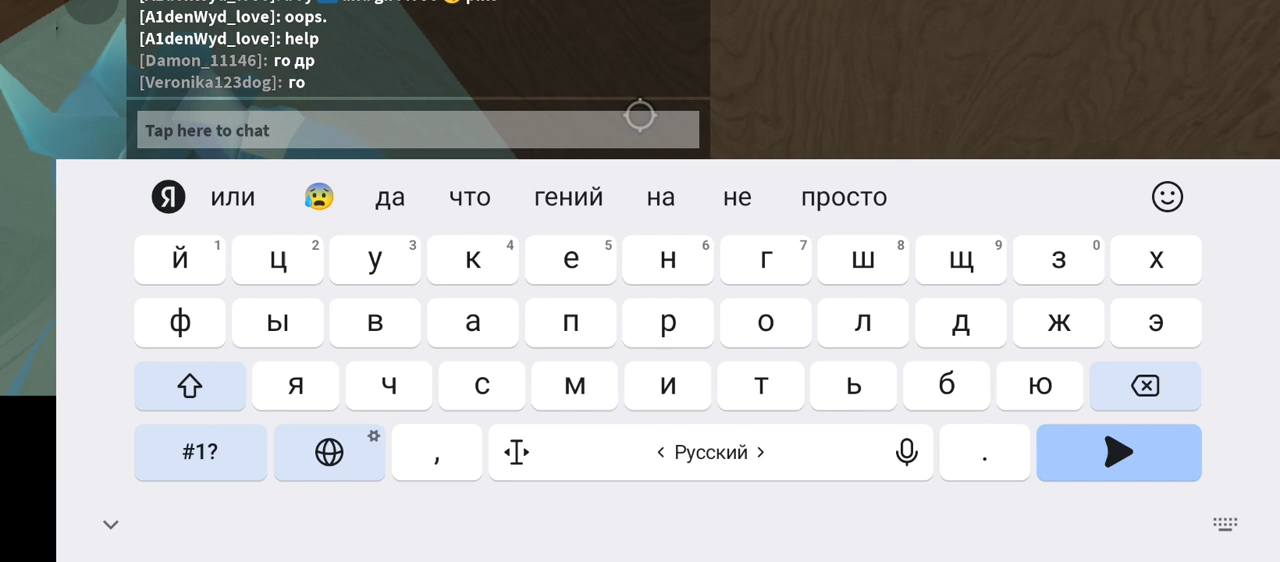 [A1denWyd_love]: oops.
[A1denWyd_love]: help
[Damon_11146]: го др
[Veronika123dog]: го
Tap here to chat
Я или 😰 да что гений на не просто
й 1 ц 2 у 3 к 4 е 5 н 6 г 7 ш 8 щ 9 з 0 х
ф ы в а п р о л д ж э
я ч с м и т ь б ю
#1? , < Русский > .